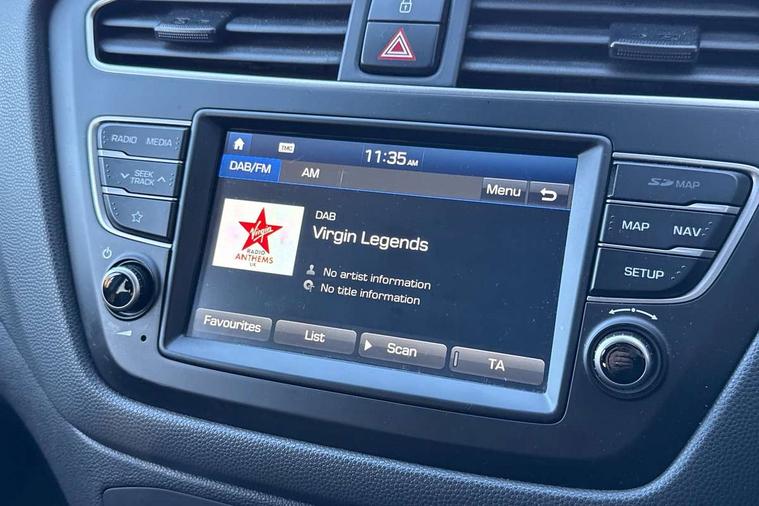 TMC
11:35 AM
DAB/FM
AM
Menu
Virgin
RADIO
ANTHEMS
UK
DAB
Virgin Legends
No artist information
No title information
Favourites
List
Scan
TA
RADIO MEDIA
SEEK
TRACK
SD MAP
MAP NAV
SETUP